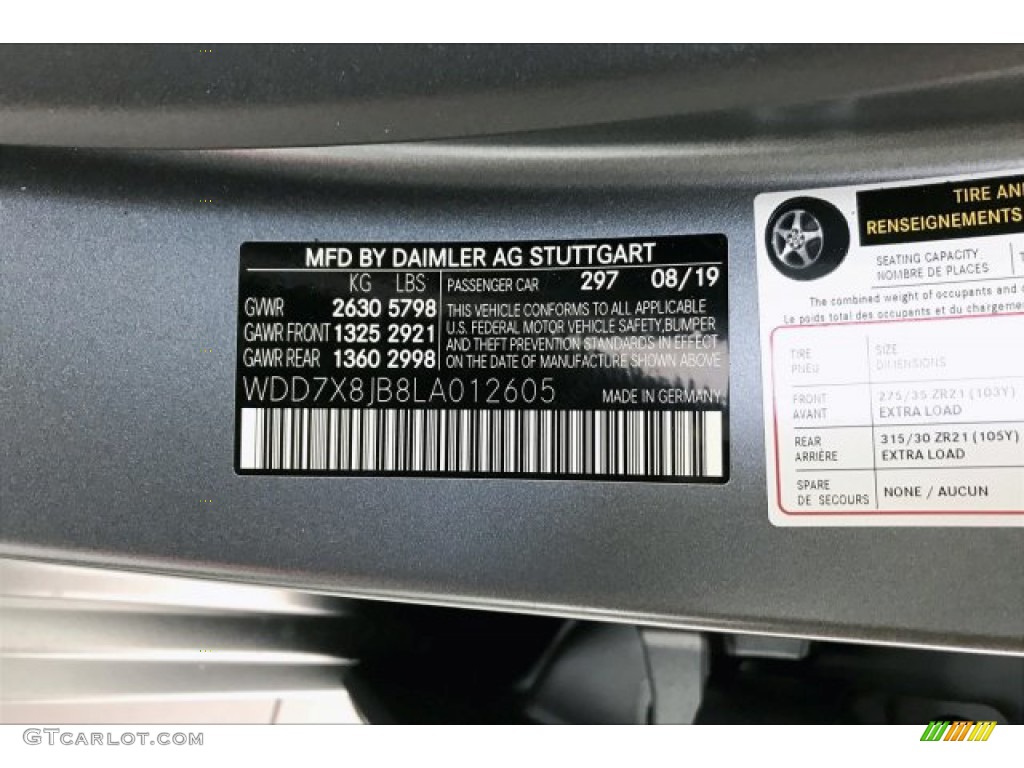 MFD BY DAIMLER AG STUTTGART
KG LBS
GVWR 2630 5798
GAWR FRONT 1325 2921
GAWR REAR 1360 2998
PASSENGER CAR 297 08/19
THIS VEHICLE CONFORMS TO ALL APPLICABLE
U.S. FEDERAL MOTOR VEHICLE SAFETY, BUMPER
AND THEFT PREVENTION STANDARDS IN EFFECT
ON THE DATE OF MANUFACTURE SHOWN ABOVE
WDD7X8JB8LA012605
MADE IN GERMANY
TIRE AN
RENSEIGNEMENTS
SEATING CAPACITY
NOMBRE DE PLACES
The combined weight of occupants and
Le poids total des occupants et du chargeme
TIRE SIZE
PNEU DIMENSIONS
FRONT 275/35 ZR21 (103Y)
AVANT EXTRA LOAD
REAR 315/30 ZR21 (105Y)
ARRIÈRE EXTRA LOAD
SPARE
DE SECOURS NONE / AUCUN
GTCarLot.com